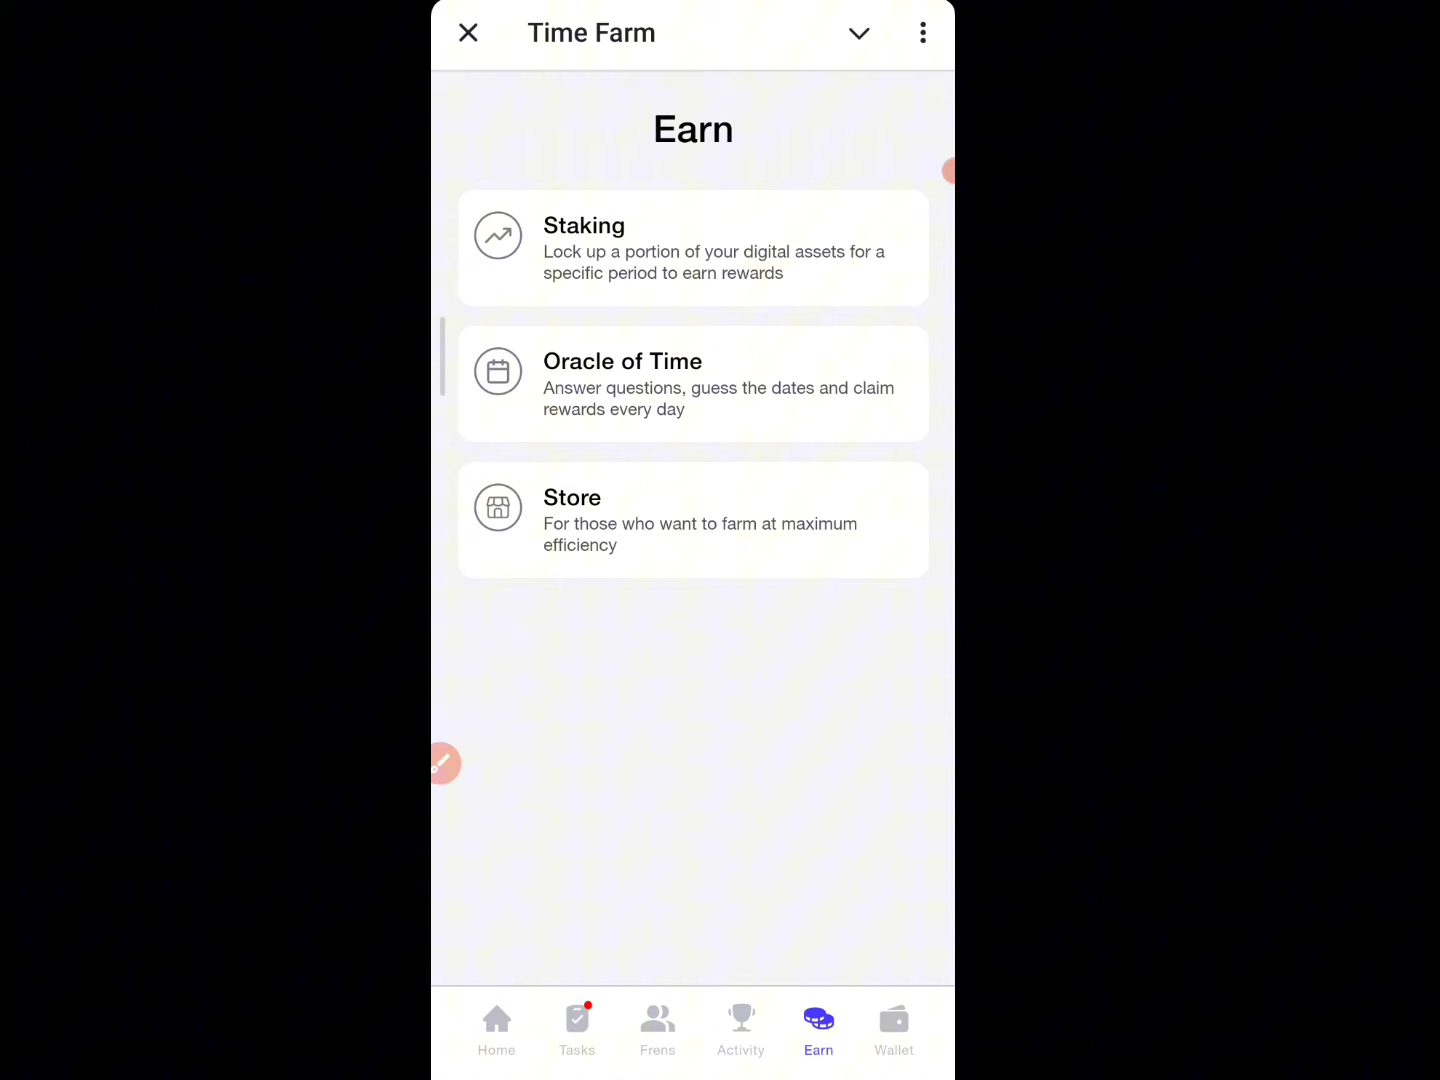 Time Farm
Earn
Staking
Lock up a portion of your digital assets for a
specific period to earn rewards
Oracle of Time
Answer questions, guess the dates and claim
rewards every day
Store
For those who want to farm at maximum
efficiency
Home Tasks Frens Activity Earn Wallet